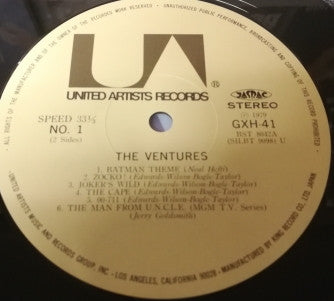 UA
®
UNITED ARTISTS RECORDS
JASRAC
STEREO
SPEED 33⅓
NO. 1
(2 Sides)
Ⓟ 1979
GXH-41
BST 8042A
(SHLBT 9098) U
THE VENTURES
1. BATMAN THEME (Neal Hefti)
2. ZOCKO! (Edwards-Wilson-Bogle-Taylor)
3. JOKER'S WILD (Edwards-Wilson-Bogle-Taylor)
4. THE CAPE (Edwards-Wilson-Bogle-Taylor)
5. 00-711 (Edwards-Wilson-Bogle-Taylor)
6. THE MAN FROM U.N.C.L.E. (MGM T.V. Series)
(Jerry Goldsmith)
ALL RIGHTS OF THE MANUFACTURER AND OF THE OWNER OF THE RECORDED WORK RESERVED • UNAUTHORIZED PUBLIC PERFORMANCE, BROADCASTING AND COPYING OF THIS RECORD PROHIBITED
UNITED ARTISTS MUSIC AND RECORDS GROUP, INC. • LOS ANGELES, CALIFORNIA 90028 • MANUFACTURED BY KING RECORD CO. LTD, JAPAN